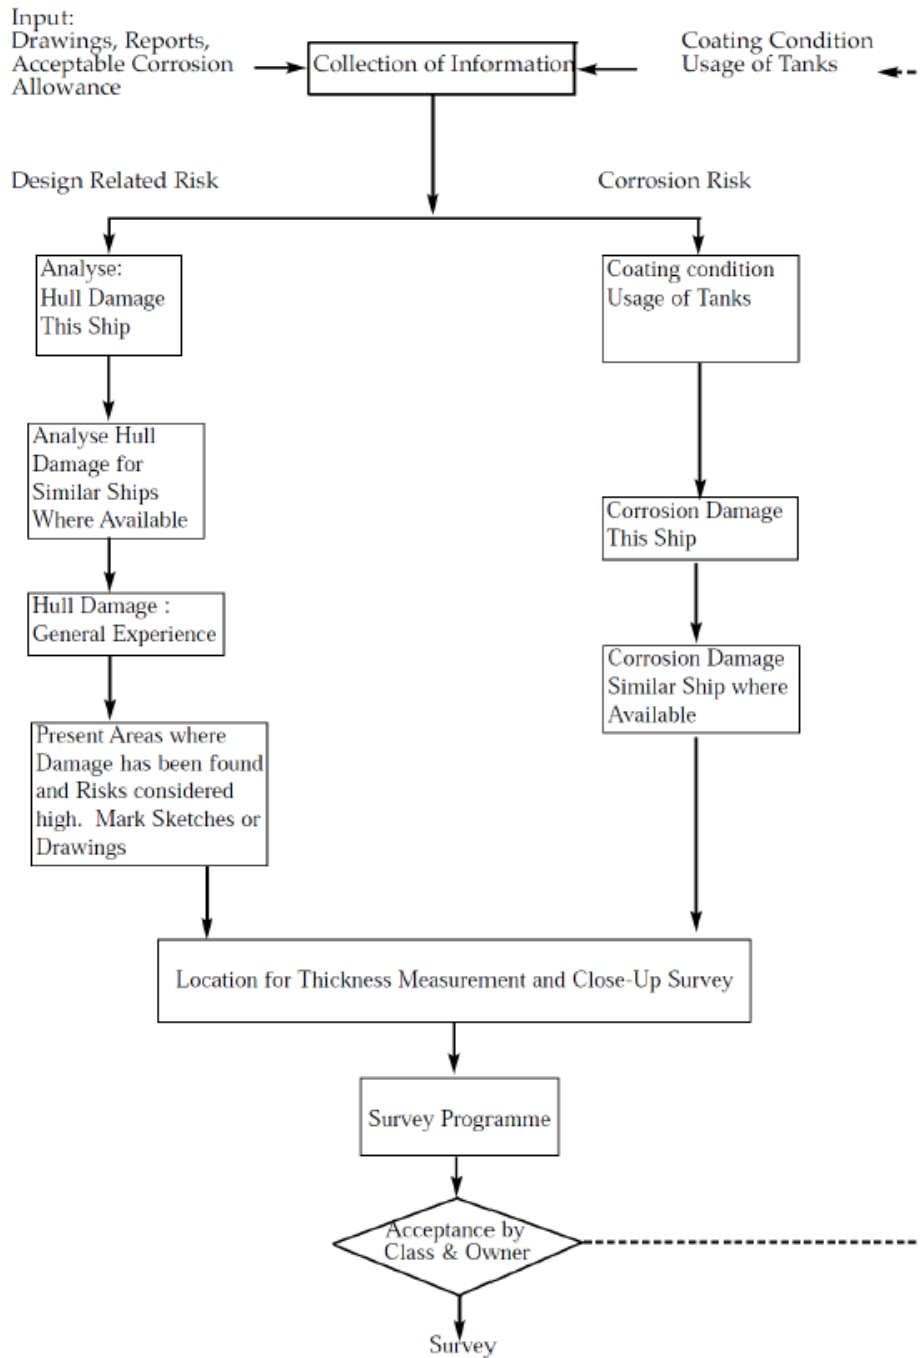 Input:
Drawings, Reports,
Acceptable Corrosion
Allowance
Collection of Information
Coating Condition
Usage of Tanks
Design Related Risk
Corrosion Risk
Analyse:
Hull Damage
This Ship
Coating condition
Usage of Tanks
Analyse Hull
Damage for
Similar Ships
Where Available
Corrosion Damage
This Ship
Hull Damage :
General Experience
Corrosion Damage
Similar Ship where
Available
Present Areas where
Damage has been found
and Risks considered
high. Mark Sketches or
Drawings
Location for Thickness Measurement and Close-Up Survey
Survey Programme
Acceptance by
Class & Owner
Survey